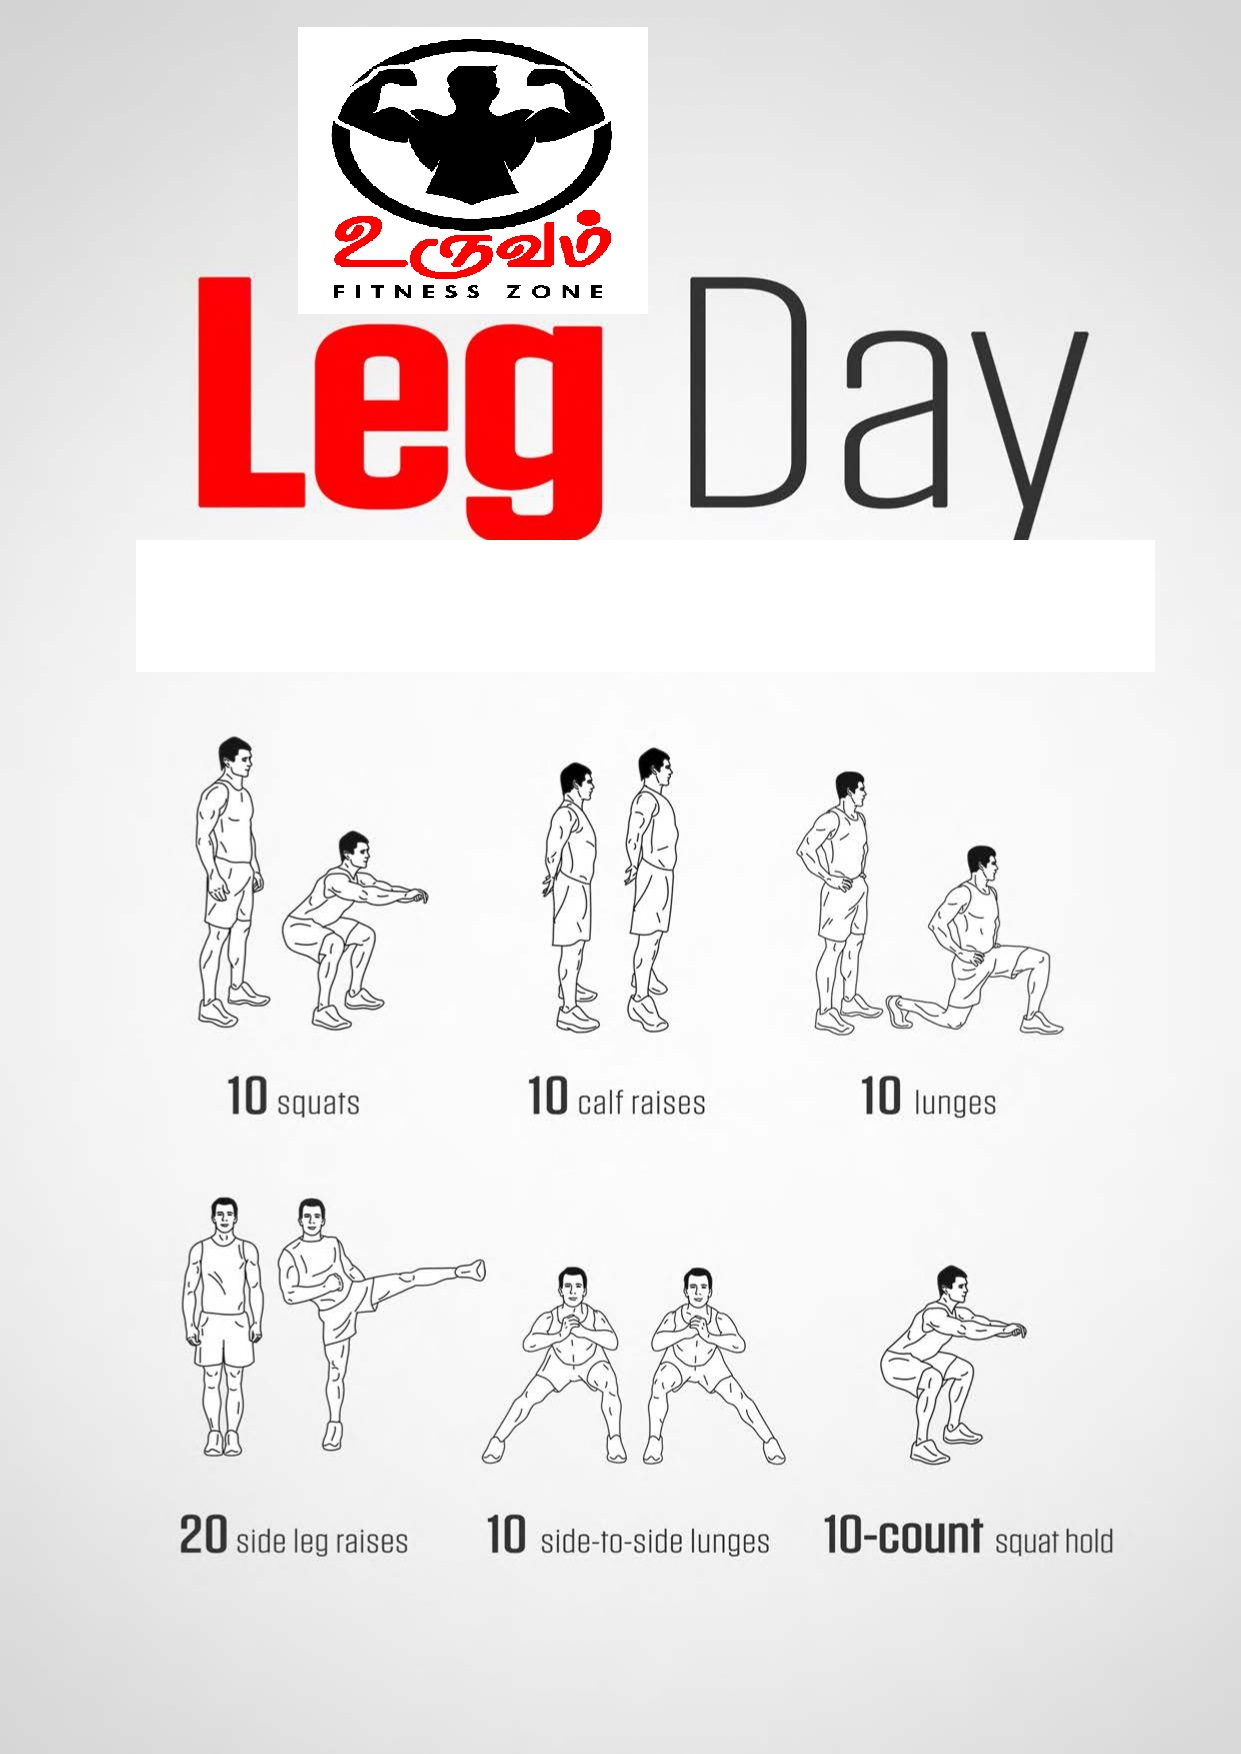 உருவம்
FITNESS ZONE
Leg Day
10 squats
10 calf raises
10 lunges
20 side leg raises
10 side-to-side lunges
10-count squat hold